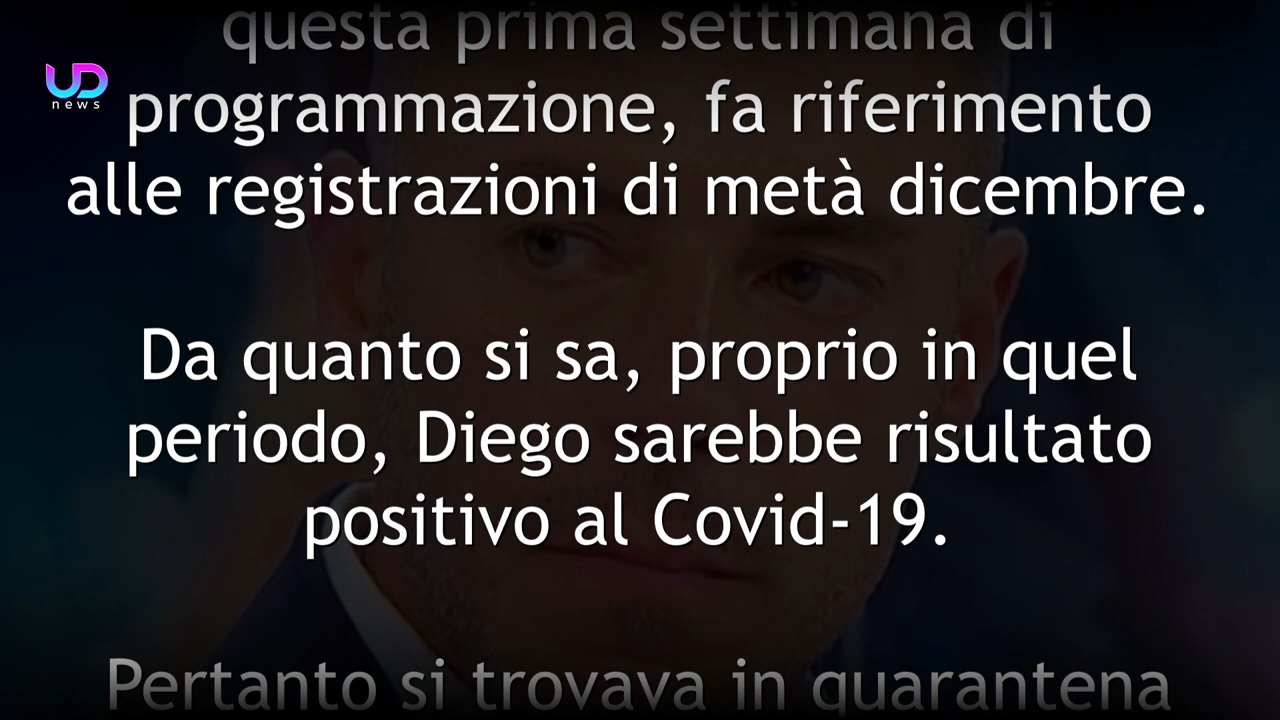 questa prima settimana di
UD
news
programmazione, fa riferimento
alle registrazioni di metà dicembre.
Da quanto si sa, proprio in quel
periodo, Diego sarebbe risultato
positivo al Covid-19.
Pertanto si trovava in quarantena